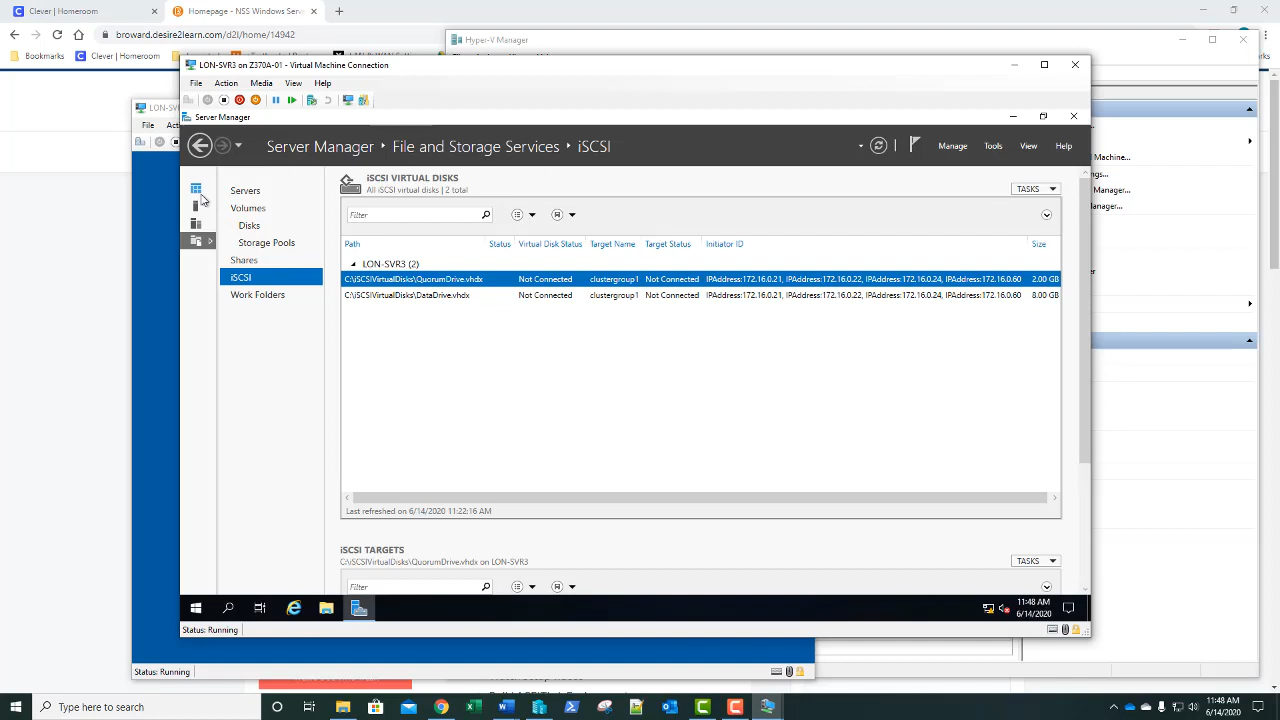 Clever | Homeroom
Homepage - NSS Windows Serv
broward.desire2learn.com/d2l/home/14942
Bookmarks
Clever | Homeroom
Hyper-V Manager
LON-SVR3 on Z370A-01 - Virtual Machine Connection
File Action Media View Help
LON-SVR
File Act
Server Manager
Server Manager ‣ File and Storage Services ‣ iSCSI
Manage Tools View Help
Servers
Volumes
Disks
Storage Pools
Shares
iSCSI
Work Folders
iSCSI VIRTUAL DISKS
All iSCSI virtual disks | 2 total
TASKS
Filter
Path Status Virtual Disk Status Target Name Target Status Initiator ID Size
LON-SVR3 (2)
C:\iSCSIVirtualDisks\QuorumDrive.vhdx Not Connected clustergroup1 Not Connected IPAddress:172.16.0.21, IPAddress:172.16.0.22, IPAddress:172.16.0.24, IPAddress:172.16.0.60 2.00 GB
C:\iSCSIVirtualDisks\DataDrive.vhdx Not Connected clustergroup1 Not Connected IPAddress:172.16.0.21, IPAddress:172.16.0.22, IPAddress:172.16.0.24, IPAddress:172.16.0.60 8.00 GB
Last refreshed on 6/14/2020 11:22:16 AM
iSCSI TARGETS
C:\iSCSIVirtualDisks\QuorumDrive.vhdx on LON-SVR3
TASKS
Filter
Machine...
ngs...
Manager...
anager...
er
11:48 AM
6/14/2020
Status: Running
Status: Running
Type here to search
11:48 AM
6/14/2020